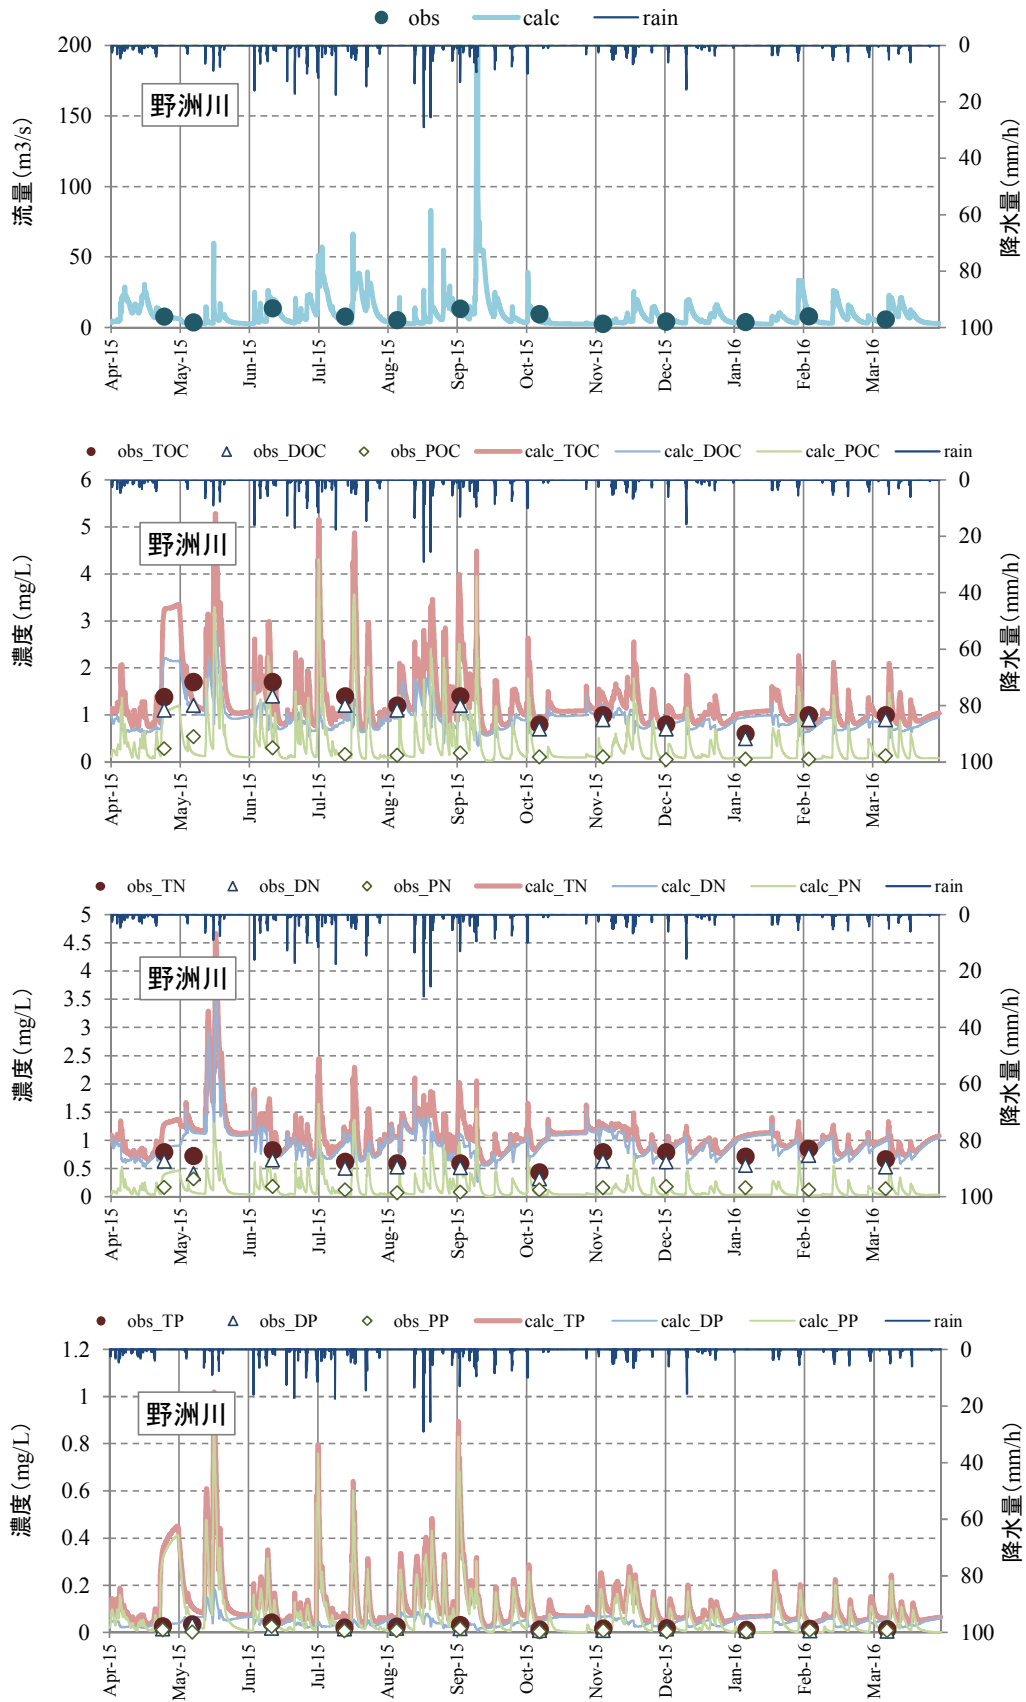 obs calc rain
200 0
150 20
100 40
50 60
0 80
100
野洲川
流量(m3/s)
降水量(mm/h)
Apr-15 May-15 Jun-15 Jul-15 Aug-15 Sep-15 Oct-15 Nov-15 Dec-15 Jan-16 Feb-16 Mar-16
obs_TOC obs_DOC obs_POC calc_TOC calc_DOC calc_POC rain
6 0
5 20
4 40
3 60
2 80
1 100
0
野洲川
濃度(mg/L)
降水量(mm/h)
Apr-15 May-15 Jun-15 Jul-15 Aug-15 Sep-15 Oct-15 Nov-15 Dec-15 Jan-16 Feb-16 Mar-16
obs_TN obs_DN obs_PN calc_TN calc_DN calc_PN rain
5 0
4.5 20
4 40
3.5 60
3 80
2.5 100
2
1.5
1
0.5
0
野洲川
濃度(mg/L)
降水量(mm/h)
Apr-15 May-15 Jun-15 Jul-15 Aug-15 Sep-15 Oct-15 Nov-15 Dec-15 Jan-16 Feb-16 Mar-16
obs_TP obs_DP obs_PP calc_TP calc_DP calc_PP rain
1.2 0
1 20
0.8 40
0.6 60
0.4 80
0.2 100
0
野洲川
濃度(mg/L)
降水量(mm/h)
Apr-15 May-15 Jun-15 Jul-15 Aug-15 Sep-15 Oct-15 Nov-15 Dec-15 Jan-16 Feb-16 Mar-16